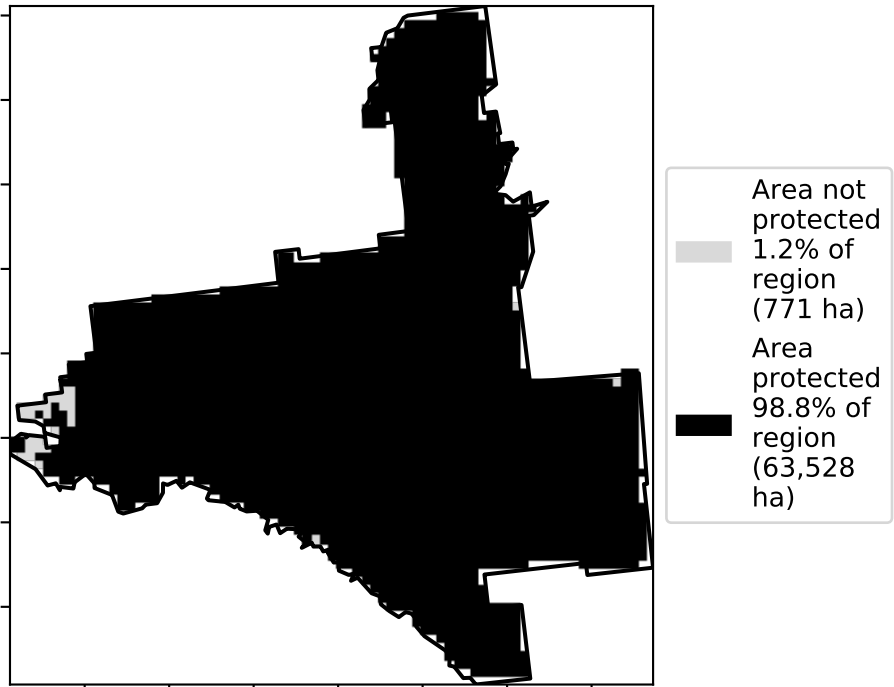 Area not
protected
1.2% of
region
(771 ha)
Area
protected
98.8% of
region
(63,528
ha)